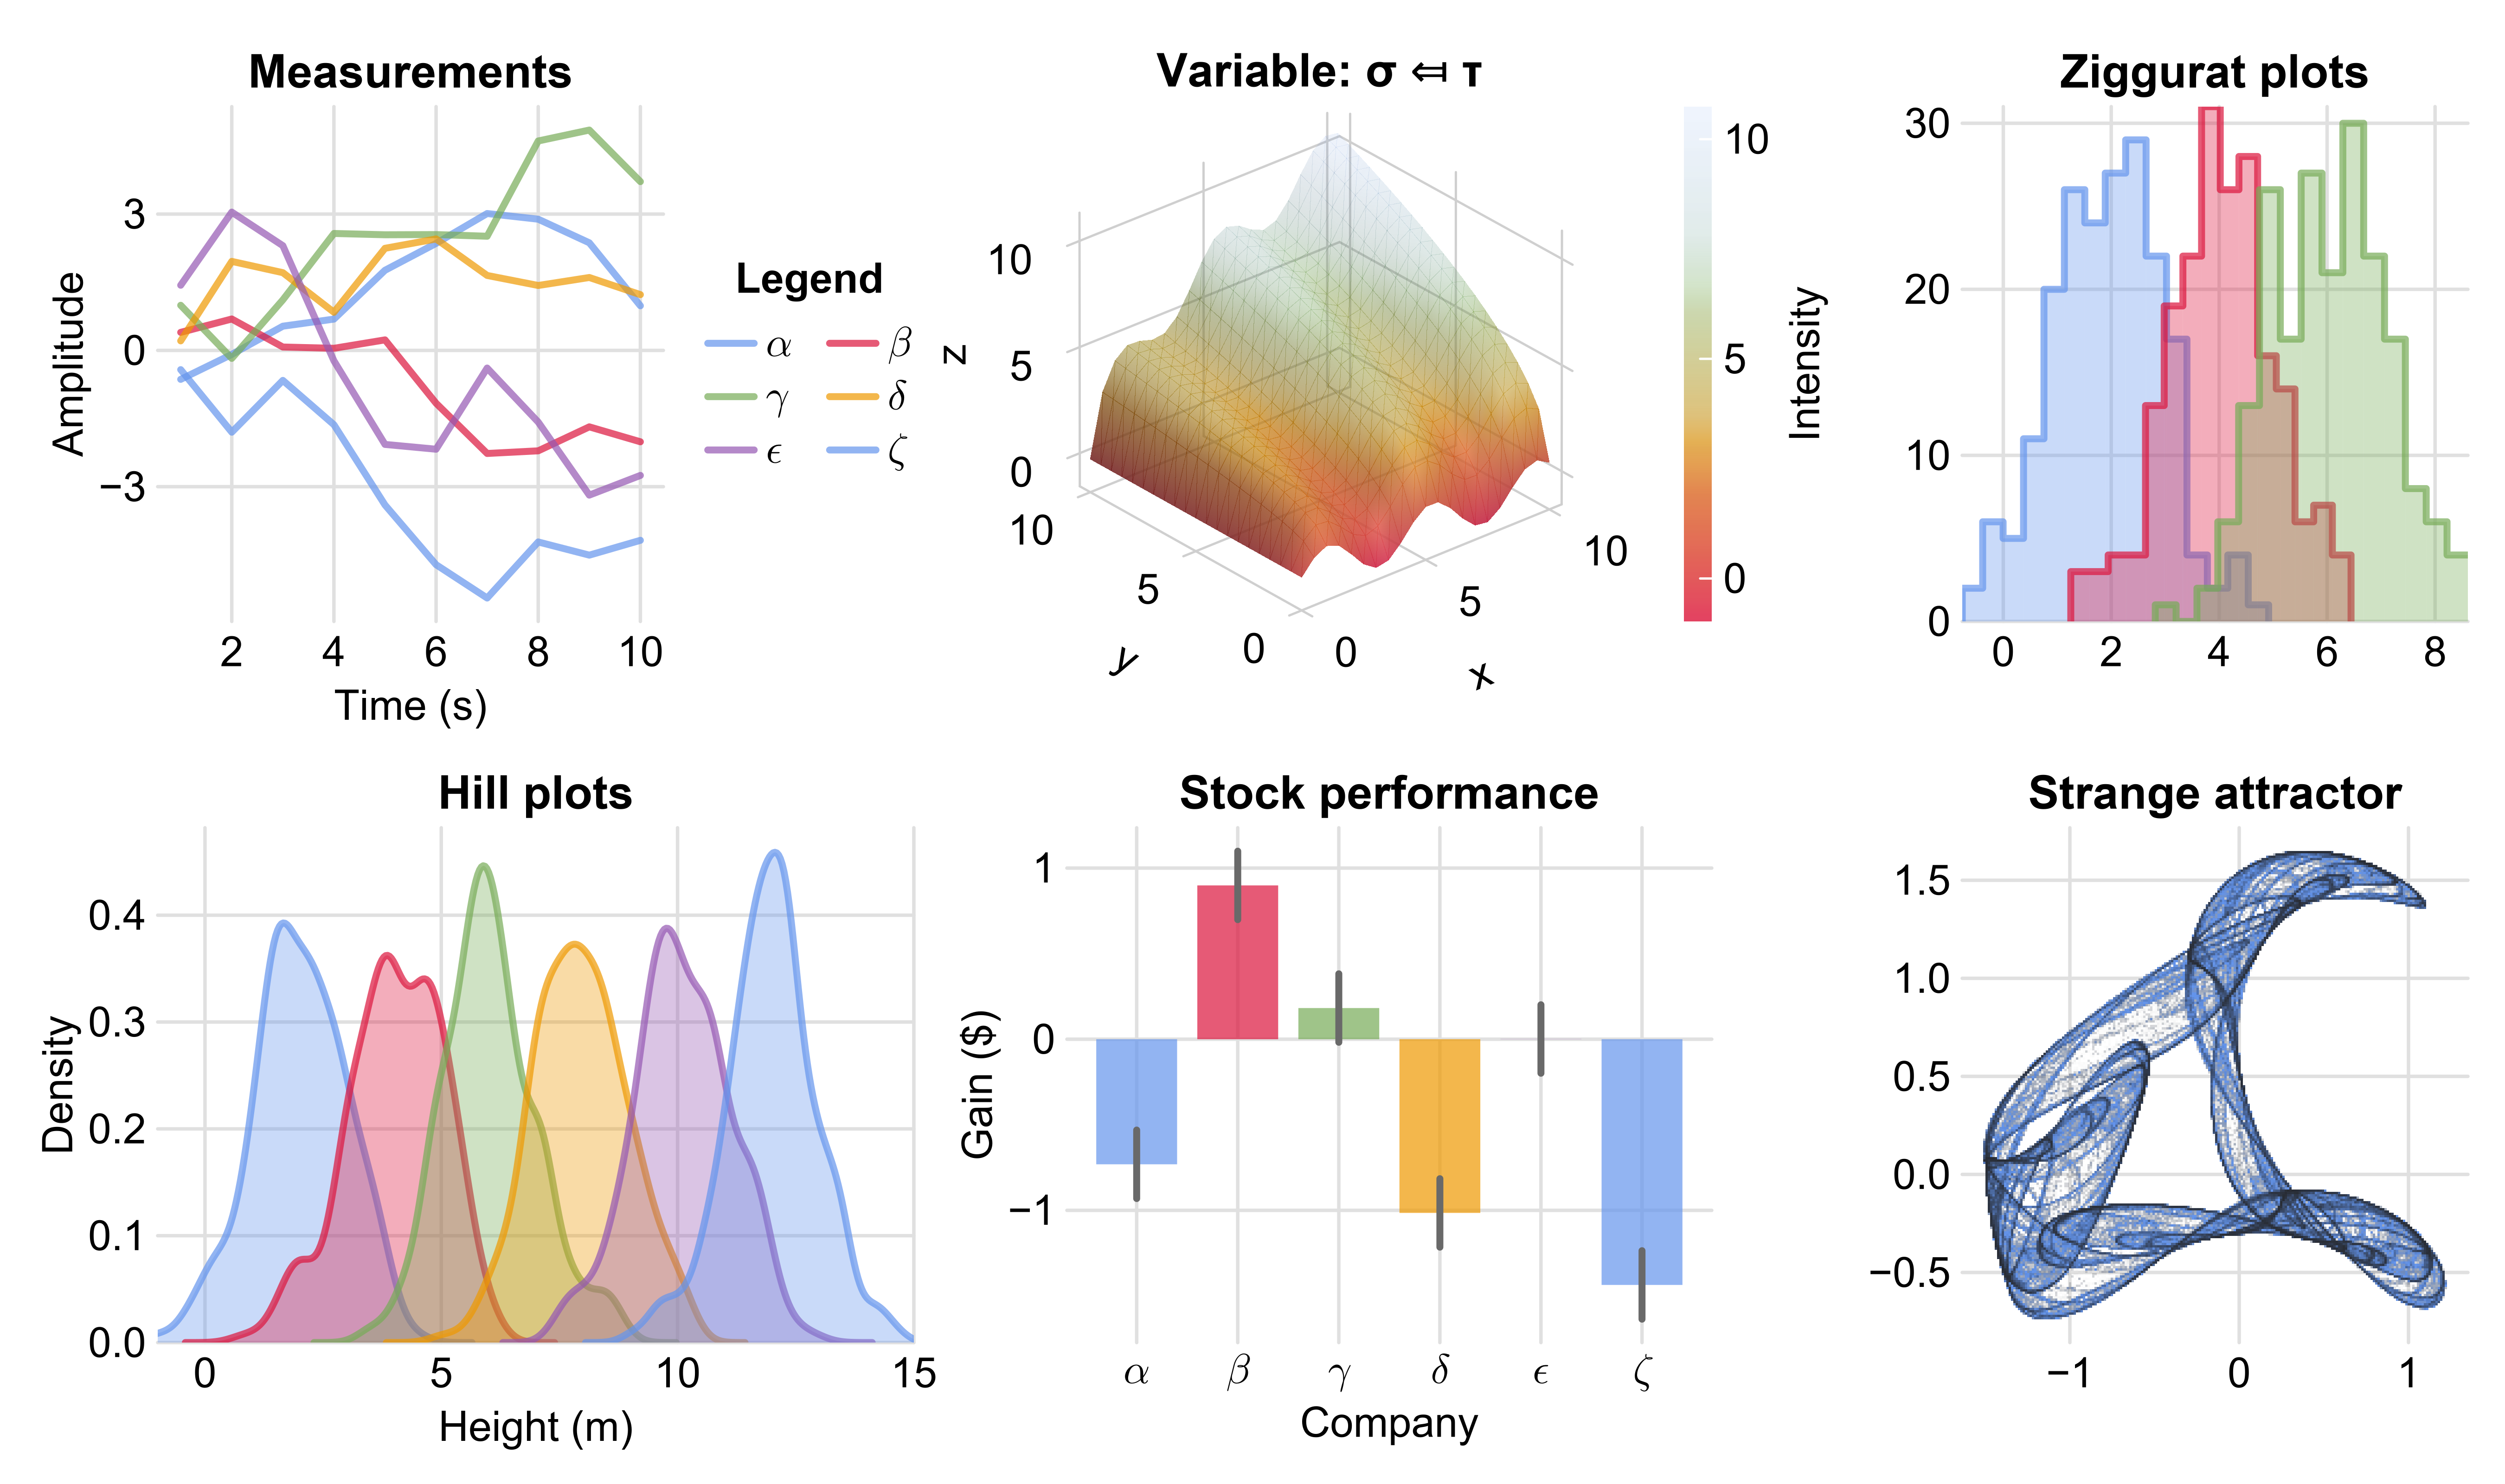 Measurements
3
0
−3
Amplitude
2 4 6 8 10
Time (s)
Legend
α β
γ δ
ϵ ζ
Variable: σ ⤆ τ
z
10
5
0
10
5
0
y
0
5
10
x
10
5
0
Intensity
Ziggurat plots
30
20
10
0
0 2 4 6 8
Hill plots
0.4
0.3
0.2
0.1
0.0
Density
0 5 10 15
Height (m)
Stock performance
1
0
−1
Gain ($)
α β γ δ ϵ ζ
Company
Strange attractor
1.5
1.0
0.5
0.0
−0.5
−1 0 1